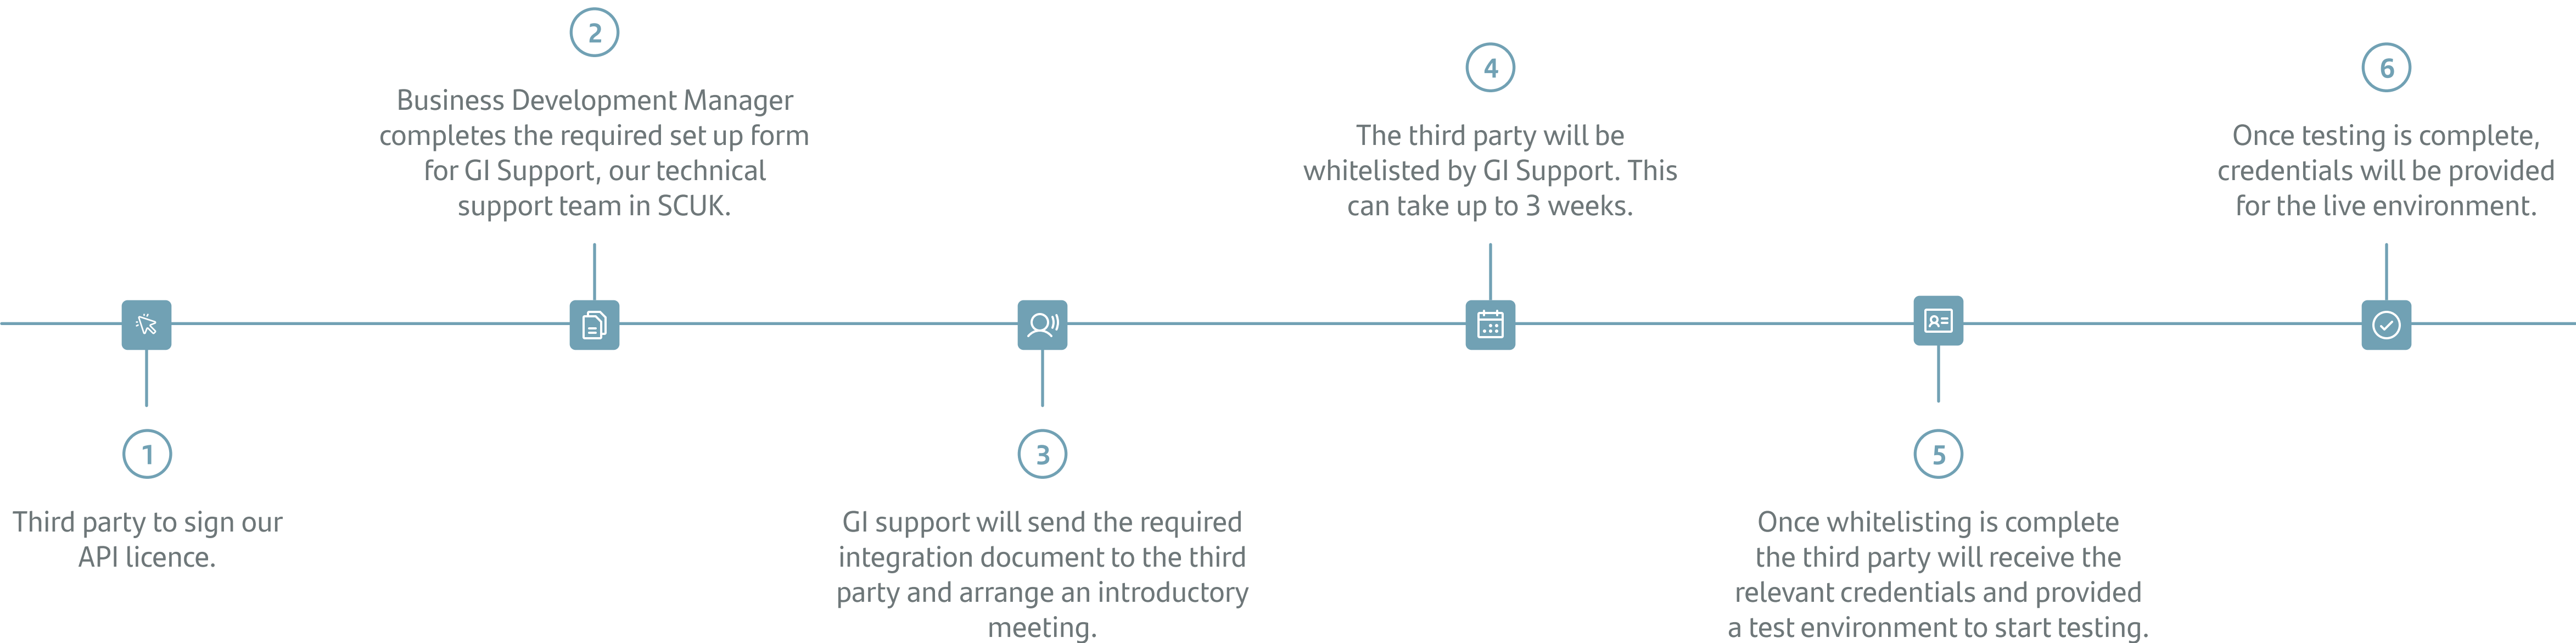 1
Third party to sign our
API licence.
2
Business Development Manager
completes the required set up form
for GI Support, our technical
support team in SCUK.
3
GI support will send the required
integration document to the third
party and arrange an introductory
meeting.
4
The third party will be
whitelisted by GI Support. This
can take up to 3 weeks.
5
Once whitelisting is complete
the third party will receive the
relevant credentials and provided
a test environment to start testing.
6
Once testing is complete,
credentials will be provided
for the live environment.